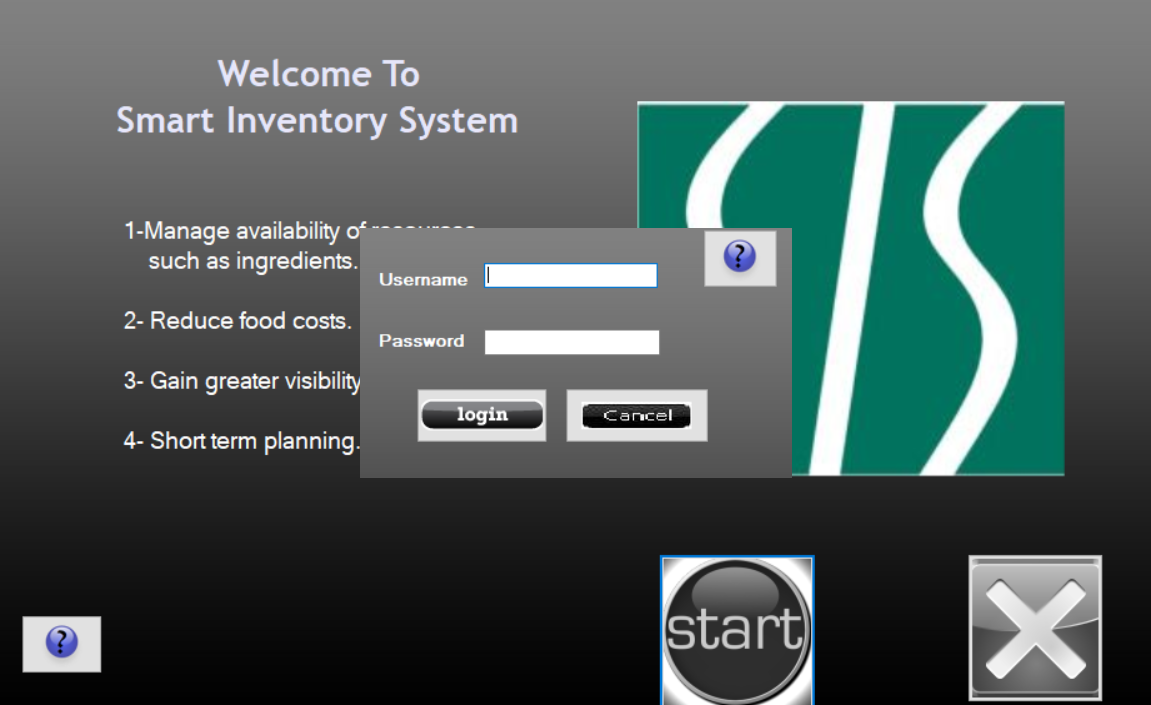 Welcome To
Smart Inventory System
1-Manage availability of resources
such as ingredients.
2- Reduce food costs.
3- Gain greater visibility
4- Short term planning.
?
Username
Password
login
Cancel
start
?